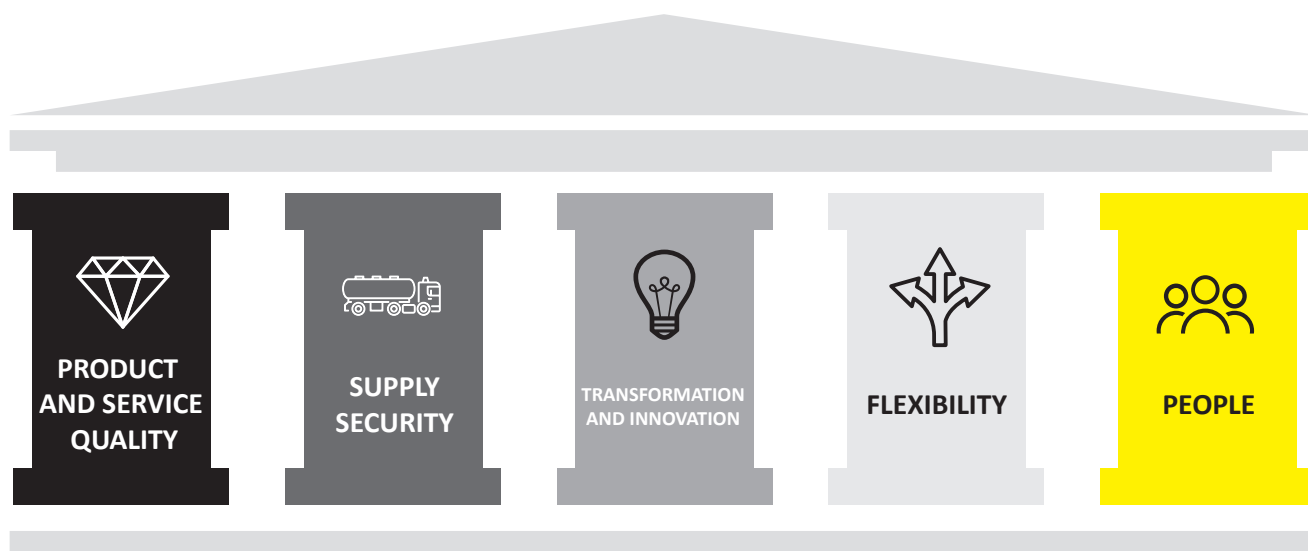 PRODUCT
AND SERVICE
QUALITY
SUPPLY
SECURITY
TRANSFORMATION
AND INNOVATION
FLEXIBILITY
PEOPLE